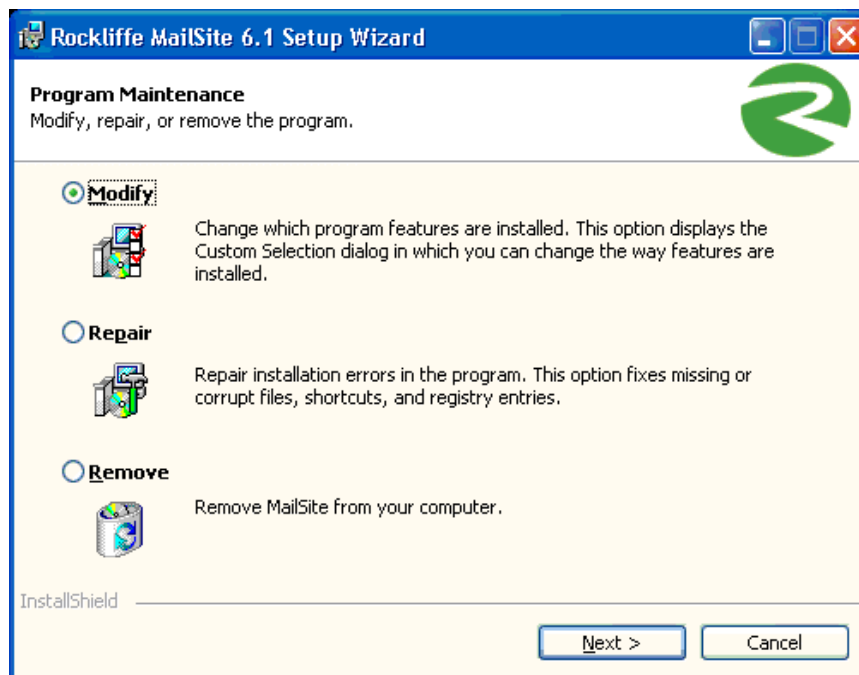 Rockliffe MailSite 6.1 Setup Wizard
Program Maintenance
Modify, repair, or remove the program.
Modify
Change which program features are installed. This option displays the
Custom Selection dialog in which you can change the way features are
installed.
Repair
Repair installation errors in the program. This option fixes missing or
corrupt files, shortcuts, and registry entries.
Remove
Remove MailSite from your computer.
InstallShield
Next >
Cancel